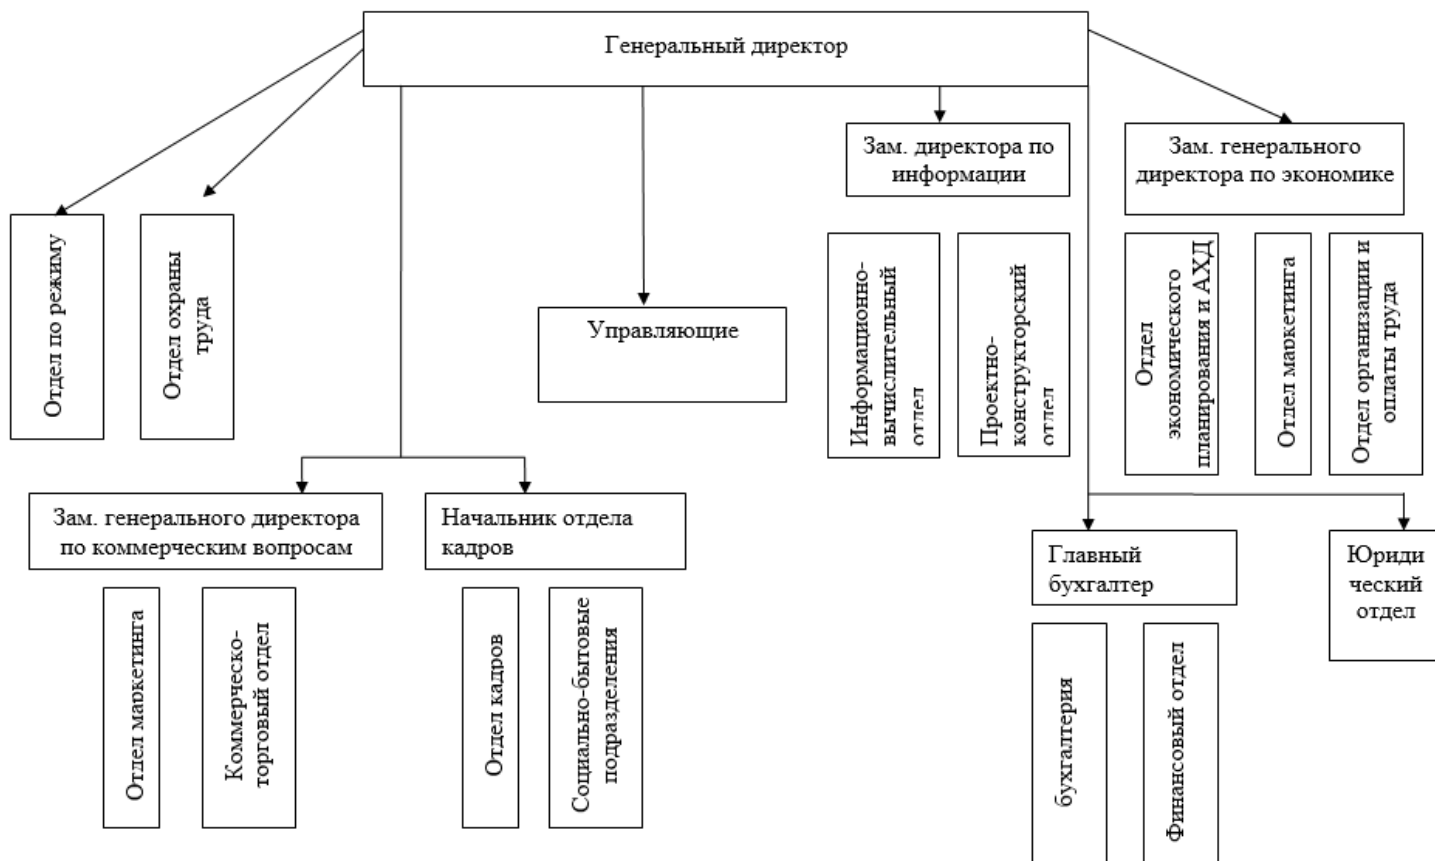 Генеральный директор
Зам. директора по
информации
Зам. генерального
директора по экономике
Отдел по режиму
Отдел охраны
труда
Управляющие
Информационно-
вычислительный
отдел
Проектно-
конструкторский
отдел
Отдел
экономического
планирования и АХД
Отдел маркетинга
Отдел организации и
оплаты труда
Зам. генерального директора
по коммерческим вопросам
Начальник отдела
кадров
Главный
бухгалтер
Юриди
ческий
отдел
Отдел маркетинга
Коммерческо-
торговый отдел
Отдел кадров
Социально-бытовые
подразделения
бухгалтерия
Финансовый отдел